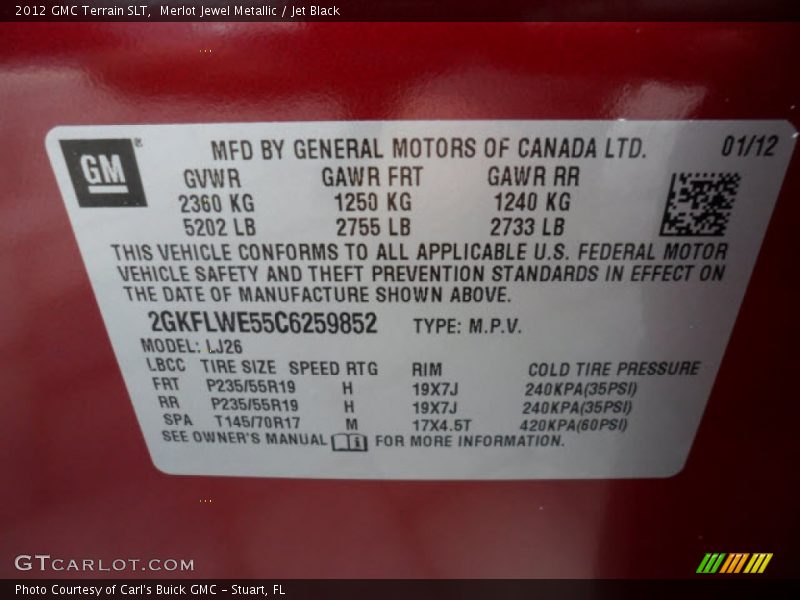 2012 GMC Terrain SLT,  Merlot Jewel Metallic / Jet Black
GM
MFD BY GENERAL MOTORS OF CANADA LTD. 01/12
GVWR GAWR FRT GAWR RR
2360 KG 1250 KG 1240 KG
5202 LB 2755 LB 2733 LB
THIS VEHICLE CONFORMS TO ALL APPLICABLE U.S. FEDERAL MOTOR
VEHICLE SAFETY AND THEFT PREVENTION STANDARDS IN EFFECT ON
THE DATE OF MANUFACTURE SHOWN ABOVE.
2GKFLWE55C6259852 TYPE: M.P.V.
MODEL: LJ26
LBCC TIRE SIZE SPEED RTG RIM COLD TIRE PRESSURE
FRT P235/55R19 H 19X7J 240KPA(35PSI)
RR P235/55R19 H 19X7J 240KPA(35PSI)
SPA T145/70R17 M 17X4.5T 420KPA(60PSI)
SEE OWNER'S MANUAL i FOR MORE INFORMATION.
GTCARLOT.COM
Photo Courtesy of Carl's Buick GMC - Stuart, FL